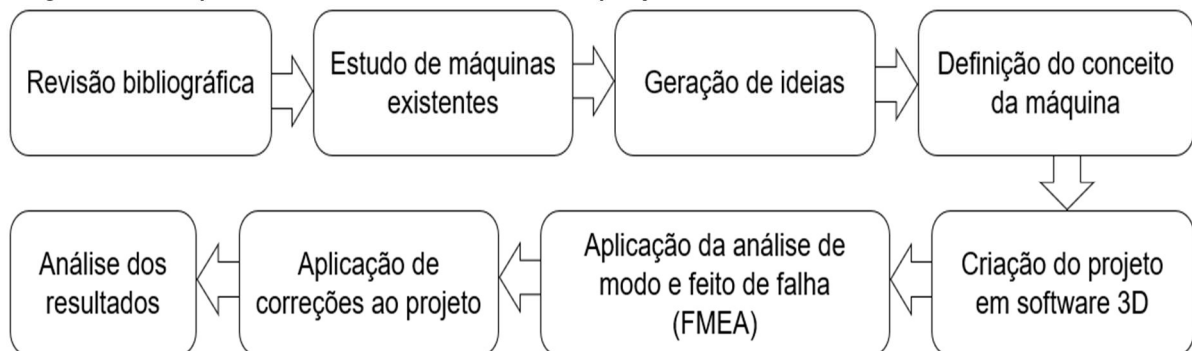 Revisão bibliográfica
Estudo de máquinas
existentes
Geração de ideias
Definição do conceito
da máquina
Criação do projeto
em software 3D
Aplicação da análise de
modo e feito de falha
(FMEA)
Aplicação de
correções ao projeto
Análise dos
resultados